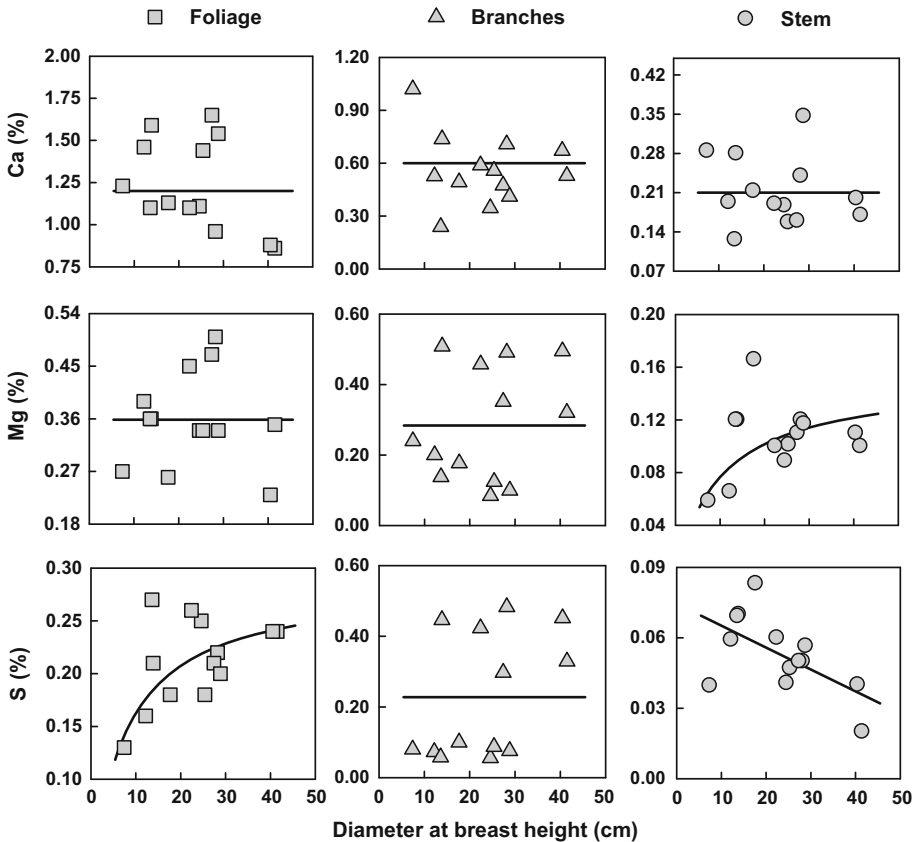 Foliage Branches Stem
Ca (%)
2.00 1.20
1.75 0.42
1.50 0.90 0.35
1.25 0.60 0.28
1.00 0.30 0.21
0.75 0.00 0.14
0.07
Mg (%)
0.54 0.60 0.20
0.45 0.40 0.16
0.36 0.12
0.27 0.20 0.08
0.18 0.00 0.04
S (%)
0.30 0.60 0.09
0.25 0.40 0.06
0.20
0.15 0.20 0.03
0.10 0.00 0.00
0 10 20 30 40 50 0 10 20 30 40 50 0 10 20 30 40 50
Diameter at breast height (cm)